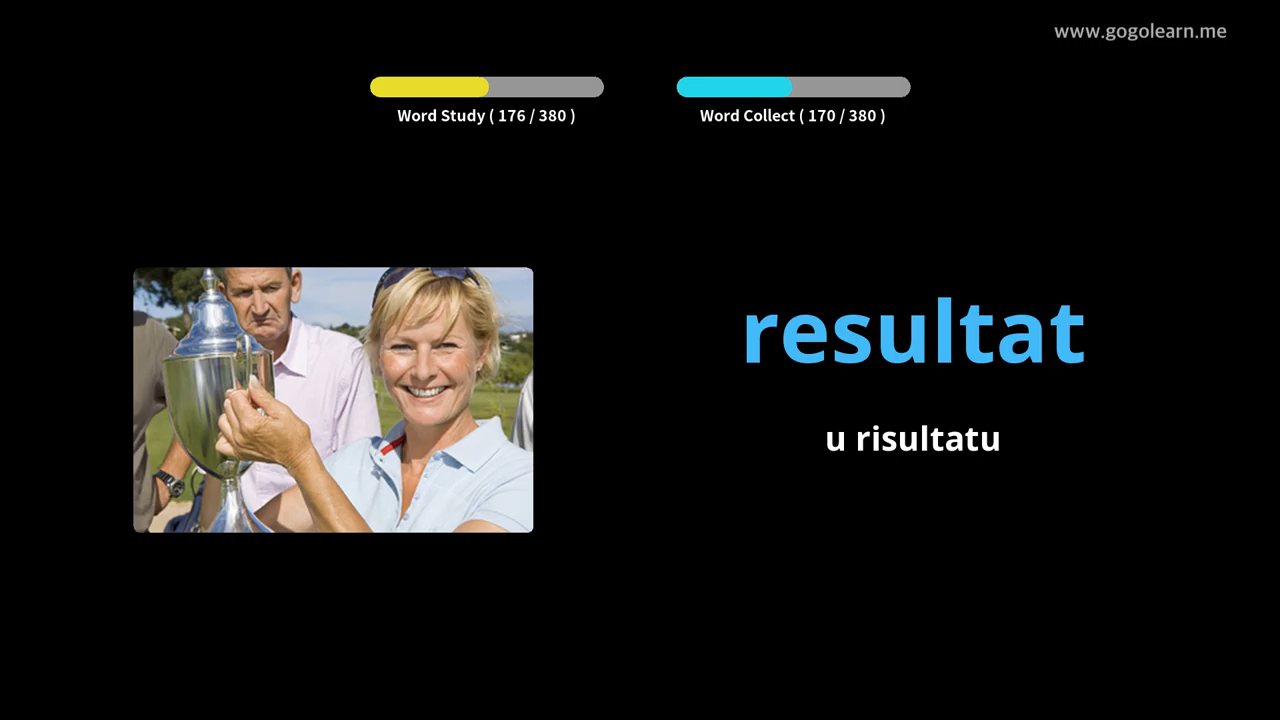 www.gogolearn.me
Word Study ( 176 / 380 )
Word Collect ( 170 / 380 )
resultat
u risultatu